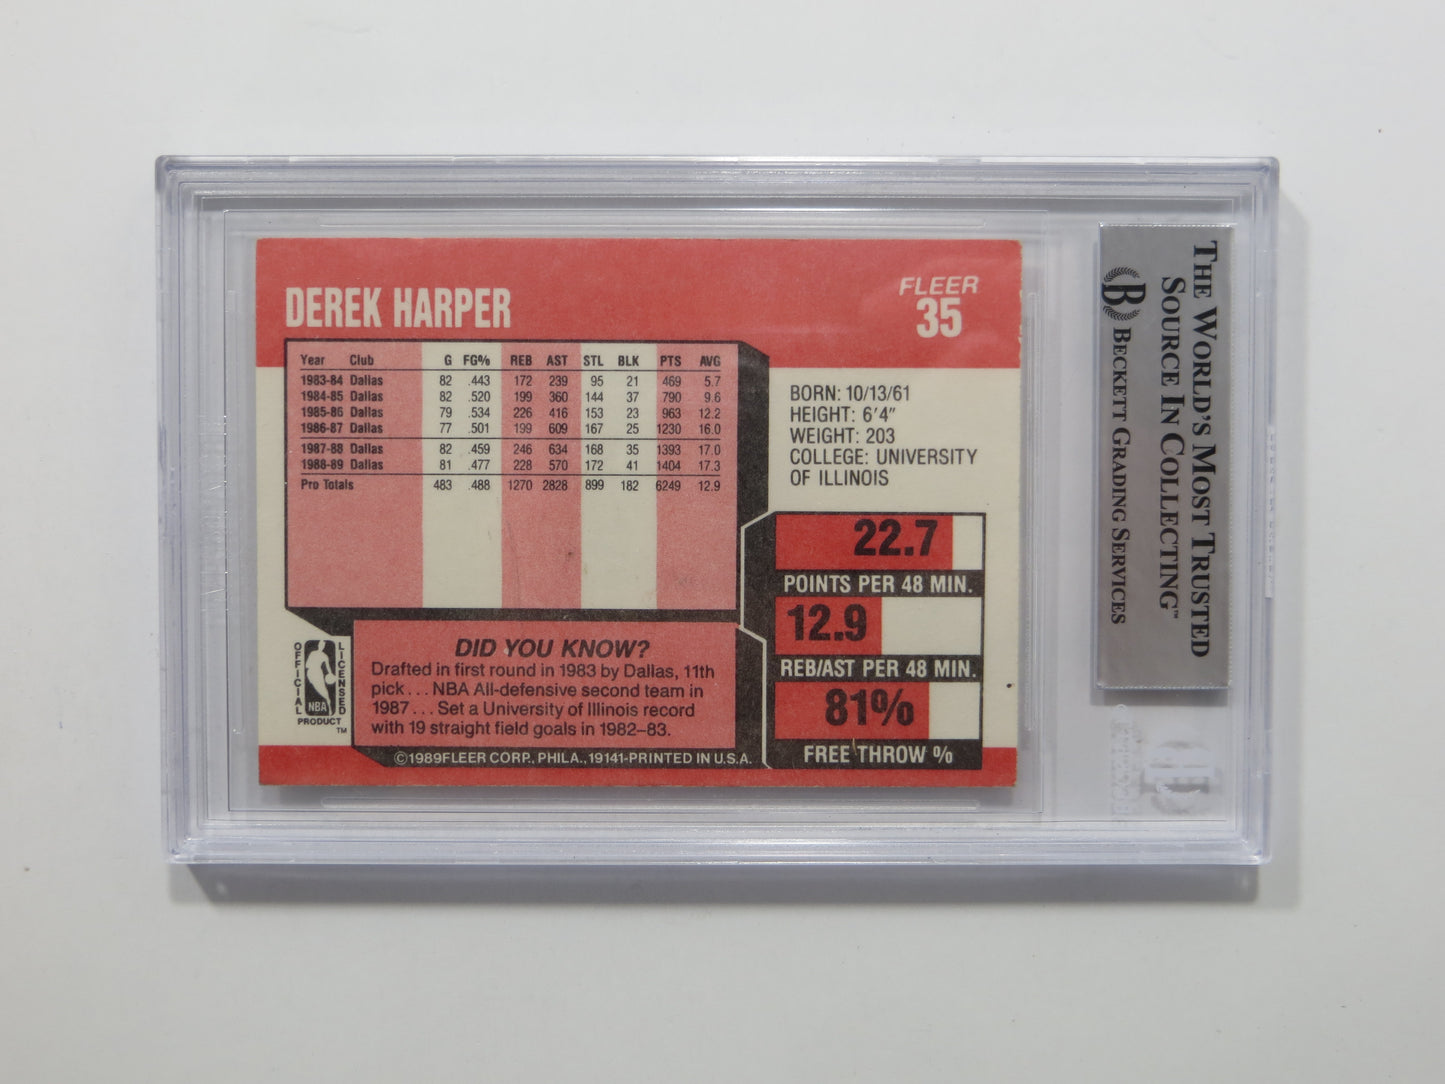 DEREK HARPER
FLEER
35
Year Club G FG% REB AST STL BLK PTS AVG
1983-84 Dallas 82 .443 172 239 95 21 469 5.7
1984-85 Dallas 82 .520 199 360 144 37 790 9.6
1985-86 Dallas 79 .534 226 416 153 23 963 12.2
1986-87 Dallas 77 .501 199 609 167 25 1230 16.0
1987-88 Dallas 82 .459 246 634 168 35 1393 17.0
1988-89 Dallas 81 .477 228 570 172 41 1404 17.3
Pro Totals 483 .488 1270 2828 899 182 6249 12.9
BORN: 10/13/61
HEIGHT: 6'4"
WEIGHT: 203
COLLEGE: UNIVERSITY
OF ILLINOIS
22.7
POINTS PER 48 MIN.
12.9
REB/AST PER 48 MIN.
81%
FREE THROW %
OFFICIAL
LICENSED
NBA
PRODUCT
TM
DID YOU KNOW?
Drafted in first round in 1983 by Dallas, 11th
pick... NBA All-defensive second team in
1987... Set a University of Illinois record
with 19 straight field goals in 1982–83.
©1989FLEER CORP., PHILA., 19141-PRINTED IN U.S.A.
THE WORLD'S MOST TRUSTED
SOURCE IN COLLECTING™
B BECKETT GRADING SERVICES